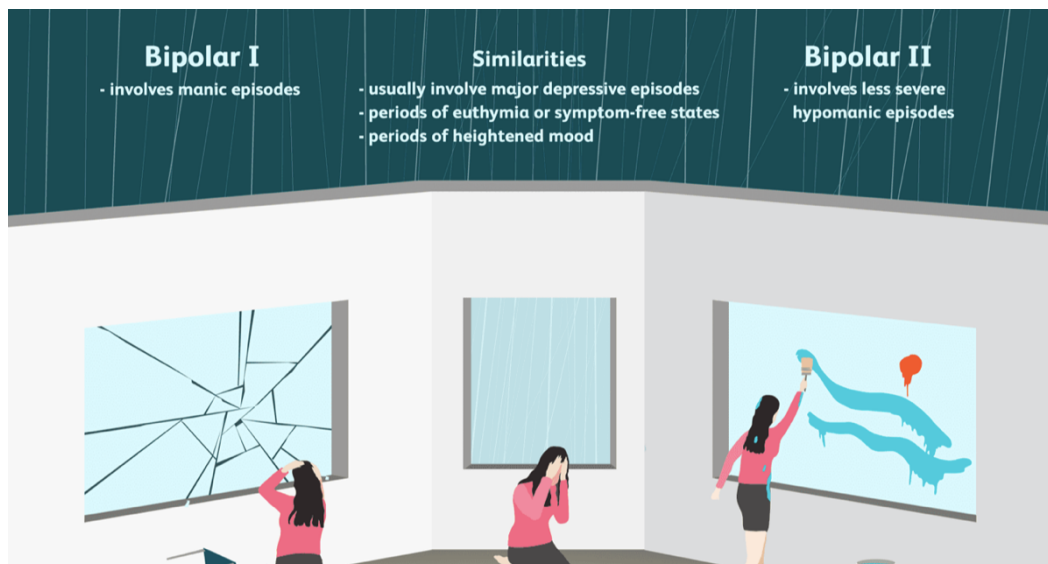 Bipolar I
- involves manic episodes
Similarities
- usually involve major depressive episodes
- periods of euthymia or symptom-free states
- periods of heightened mood
Bipolar II
- involves less severe
hypomanic episodes